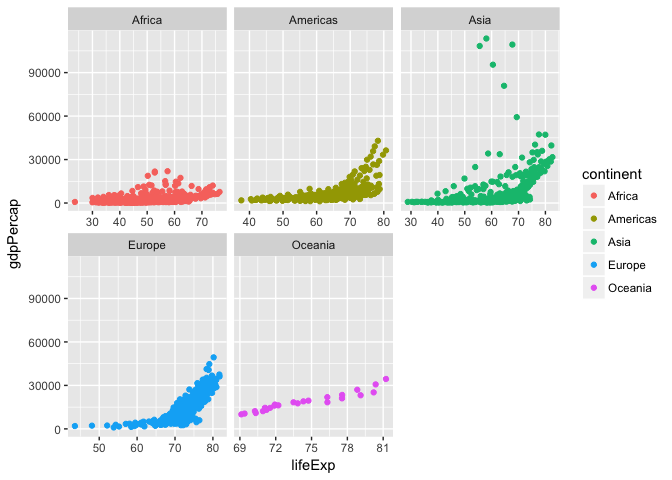 Africa
Americas
Asia
90000
60000
30000
0
30 40 50 60 70
40 50 60 70 80
30 40 50 60 70 80
gdpPercap
Europe
Oceania
90000
60000
30000
0
50 60 70 80
69 72 75 78 81
lifeExp
continent
Africa
Americas
Asia
Europe
Oceania